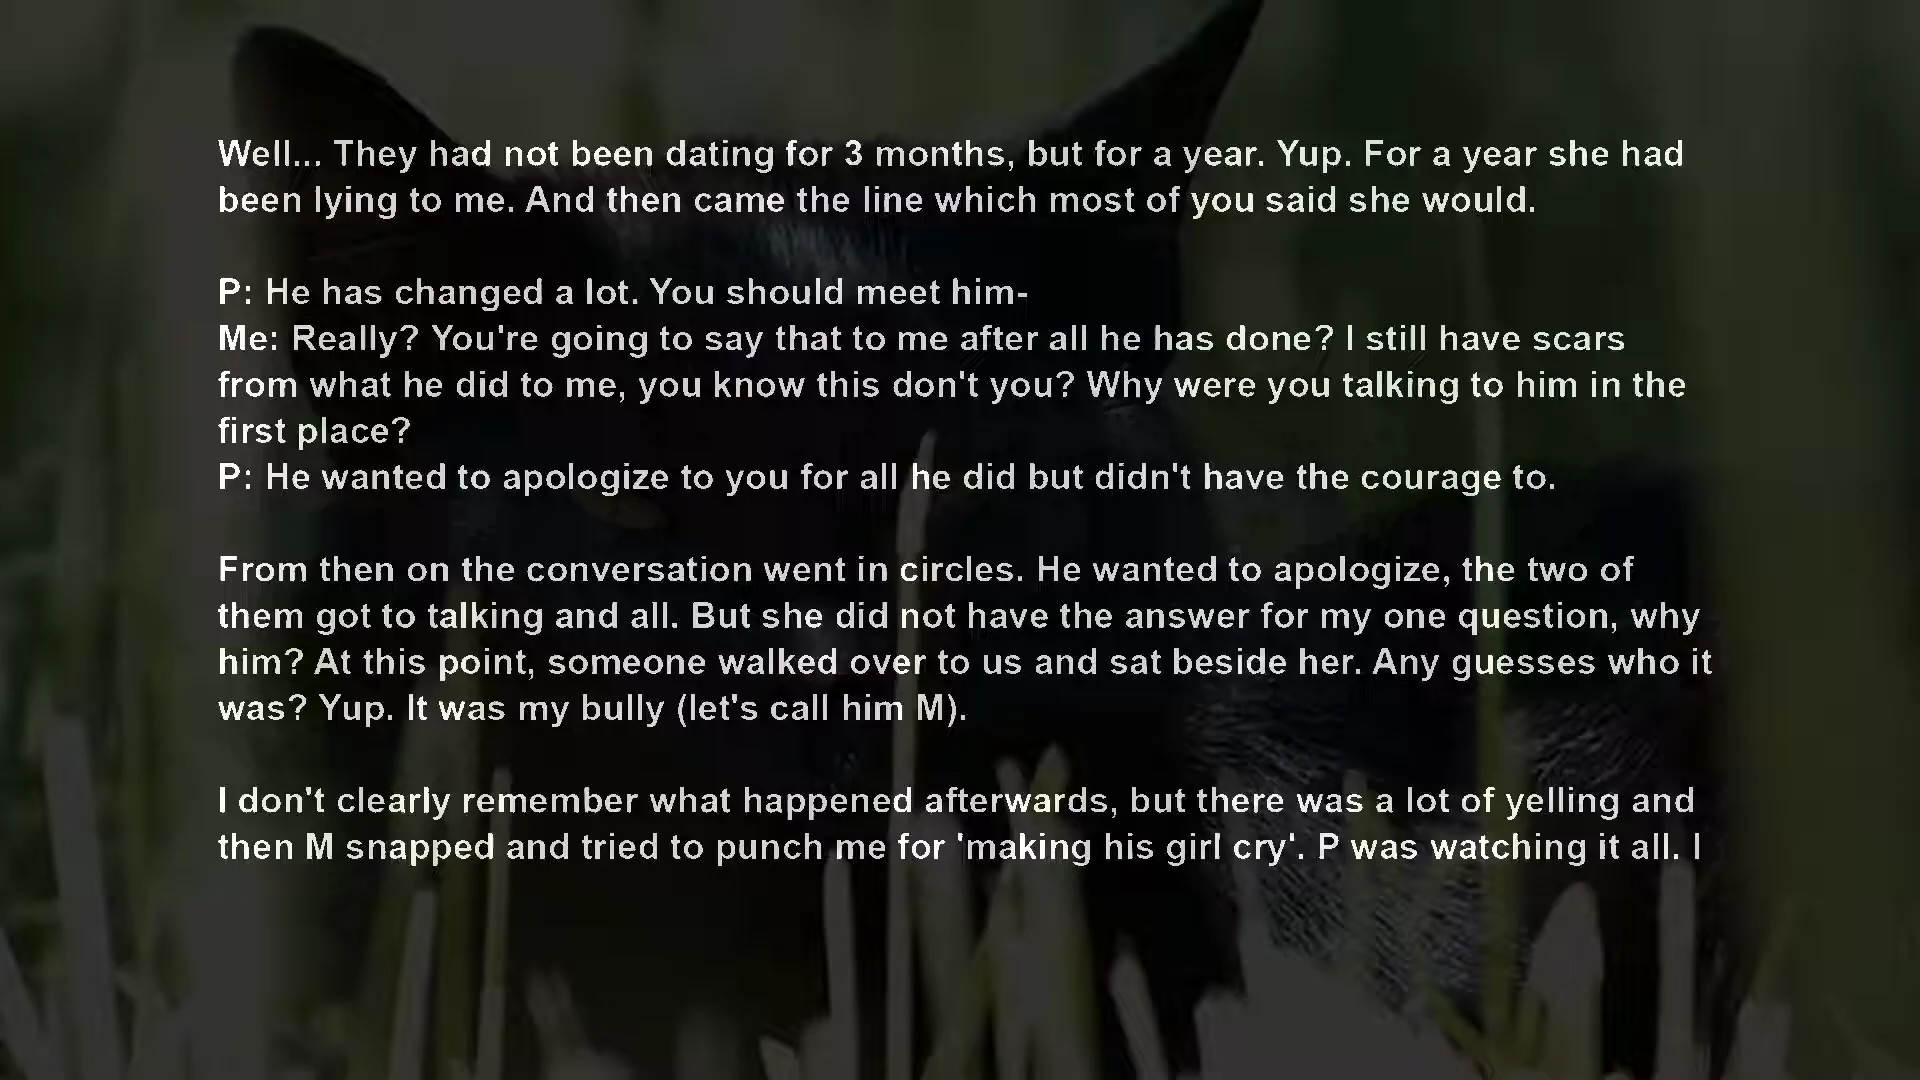 Well... They had not been dating for 3 months, but for a year. Yup. For a year she had
been lying to me. And then came the line which most of you said she would.
P: He has changed a lot. You should meet him-
Me: Really? You're going to say that to me after all he has done? I still have scars
from what he did to me, you know this don't you? Why were you talking to him in the
first place?
P: He wanted to apologize to you for all he did but didn't have the courage to.
From then on the conversation went in circles. He wanted to apologize, the two of
them got to talking and all. But she did not have the answer for my one question, why
him? At this point, someone walked over to us and sat beside her. Any guesses who it
was? Yup. It was my bully (let's call him M).
I don't clearly remember what happened afterwards, but there was a lot of yelling and
then M snapped and tried to punch me for 'making his girl cry'. P was watching it all. I